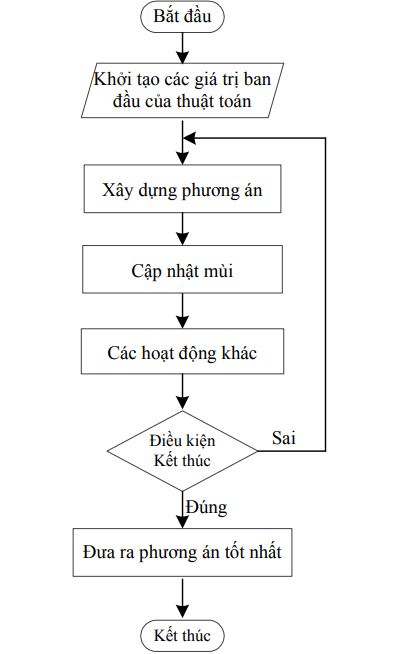 Bắt đầu
Khởi tạo các giá trị ban
đầu của thuật toán
Xây dựng phương án
Cập nhật mùi
Các hoạt động khác
Điều kiện
Kết thúc
Sai
Đúng
Đưa ra phương án tốt nhất
Kết thúc